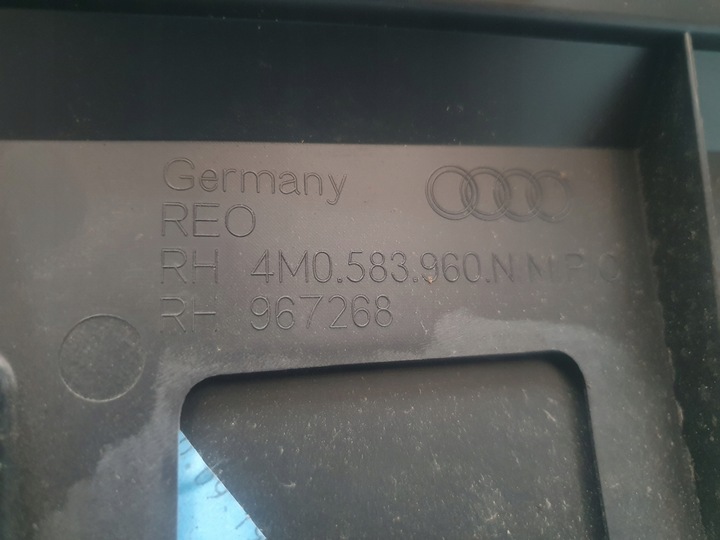 Germany
REO
RH 4M0.583.960.N M.P.C
RH 967268